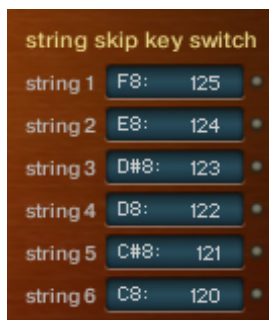 string skip key switch
string 1 F8: 125
string 2 E8: 124
string 3 D#8: 123
string 4 D8: 122
string 5 C#8: 121
string 6 C8: 120